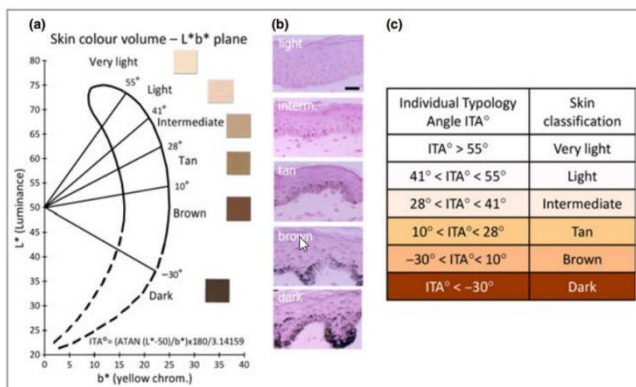 (a)
Skin colour volume – L*b* plane
Very light
55°
Light
41°
Intermediate
28°
Tan
10°
Brown
−30°
Dark
L* (Luminance)
80
75
70
65
60
55
50
45
40
35
30
25
20
ITA°= (ATAN (L*-50)/b*)x180/3.14159
0 5 10 15 20 25 30 35 40
b* (yellow chrom.)
(b)
light
interm.
tan
brown
dark
(c)
Individual Typology Skin
Angle ITA° classification
ITA° > 55° Very light
41° < ITA° < 55° Light
28° < ITA° < 41° Intermediate
10° < ITA° < 28° Tan
−30° < ITA° < 10° Brown
ITA° < −30° Dark